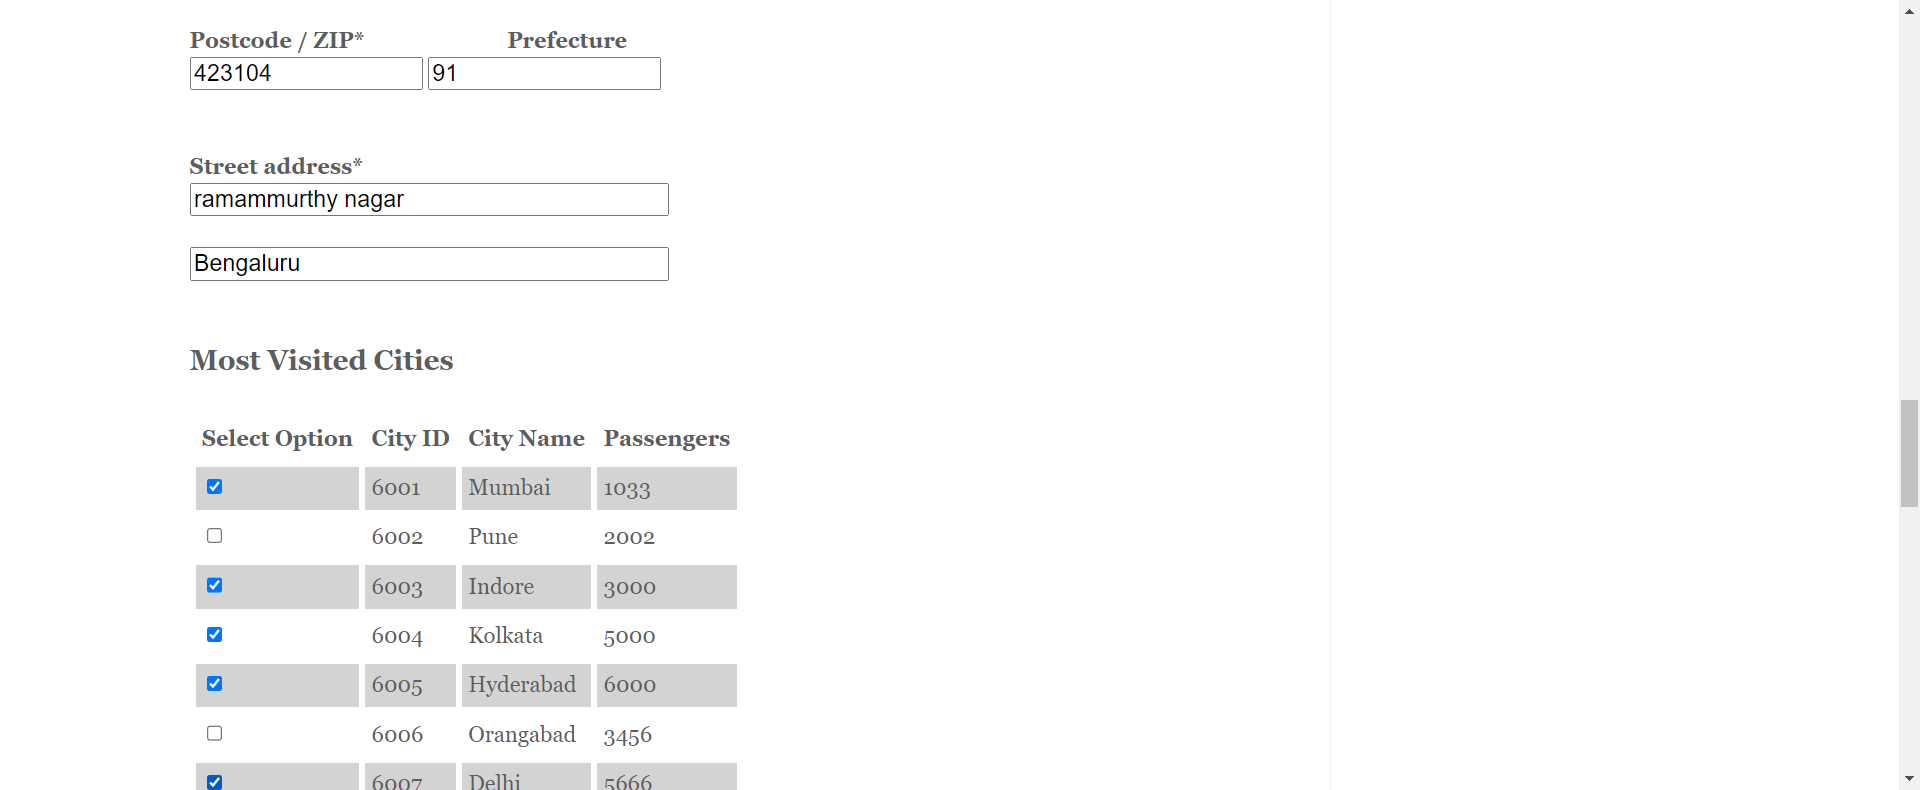 Postcode / ZIP* Prefecture
423104 91
Street address*
ramammurthy nagar
Bengaluru
Most Visited Cities
Select Option City ID City Name Passengers
6001 Mumbai 1033
6002 Pune 2002
6003 Indore 3000
6004 Kolkata 5000
6005 Hyderabad 6000
6006 Orangabad 3456
6007 Delhi 5666